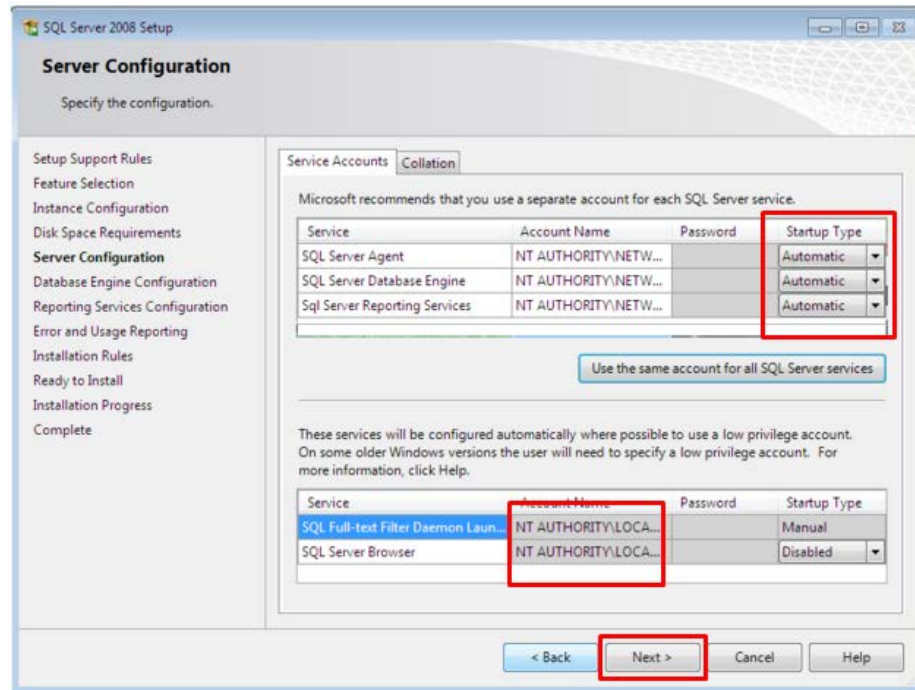 SQL Server 2008 Setup
Server Configuration
Specify the configuration.
Setup Support Rules
Feature Selection
Instance Configuration
Disk Space Requirements
Server Configuration
Database Engine Configuration
Reporting Services Configuration
Error and Usage Reporting
Installation Rules
Ready to Install
Installation Progress
Complete
Service Accounts Collation
Microsoft recommends that you use a separate account for each SQL Server service.
Service Account Name Password Startup Type
SQL Server Agent NT AUTHORITY\NETW... Automatic
SQL Server Database Engine NT AUTHORITY\NETW... Automatic
Sql Server Reporting Services NT AUTHORITY\NETW... Automatic
Use the same account for all SQL Server services
These services will be configured automatically where possible to use a low privilege account.
On some older Windows versions the user will need to specify a low privilege account. For
more information, click Help.
Service Account Name Password Startup Type
SQL Full-text Filter Daemon Laun... NT AUTHORITY\LOCA... Manual
SQL Server Browser NT AUTHORITY\LOCA... Disabled
< Back Next > Cancel Help